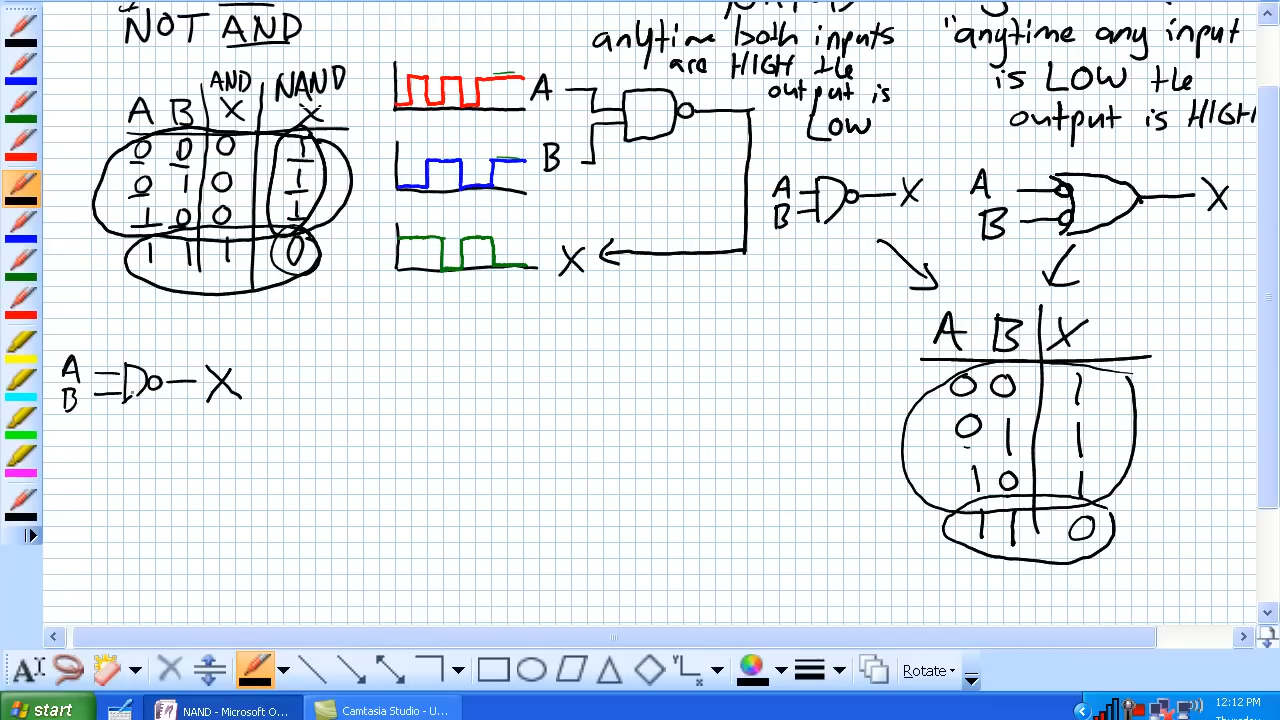 NOT AND
anytime both inputs
are HIGH the
output is
Low
"anytime any input
is LOW the
output is HIGH
AND NAND
A B X X
0 0 0 1
0 1 0 1
1 0 0 1
1 1 1 0
A
B
X
A
B
X
A
B
X
A B X
0 0 1
0 1 1
1 0 1
1 1 0
A
B
X
Rotate
start
NAND - Microsoft O...
Camtasia Studio - U...
12:12 PM